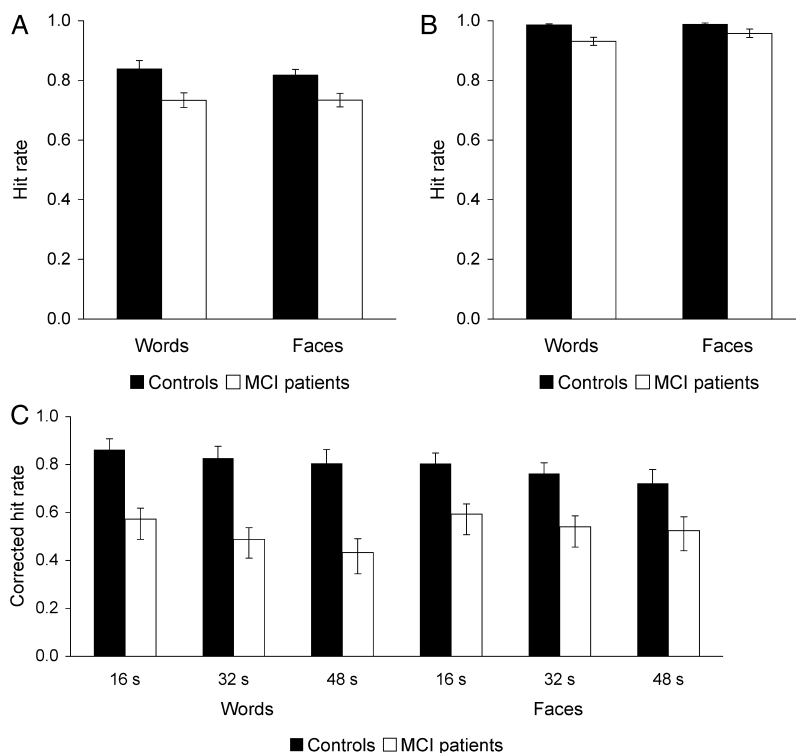 A
1.0
0.8
0.6
0.4
0.2
0.0
Hit rate
Words Faces
Controls MCI patients
B
1.0
0.8
0.6
0.4
0.2
0.0
Hit rate
Words Faces
Controls MCI patients
C
1.0
0.8
0.6
0.4
0.2
0.0
Corrected hit rate
16 s 32 s 48 s 16 s 32 s 48 s
Words Faces
Controls MCI patients